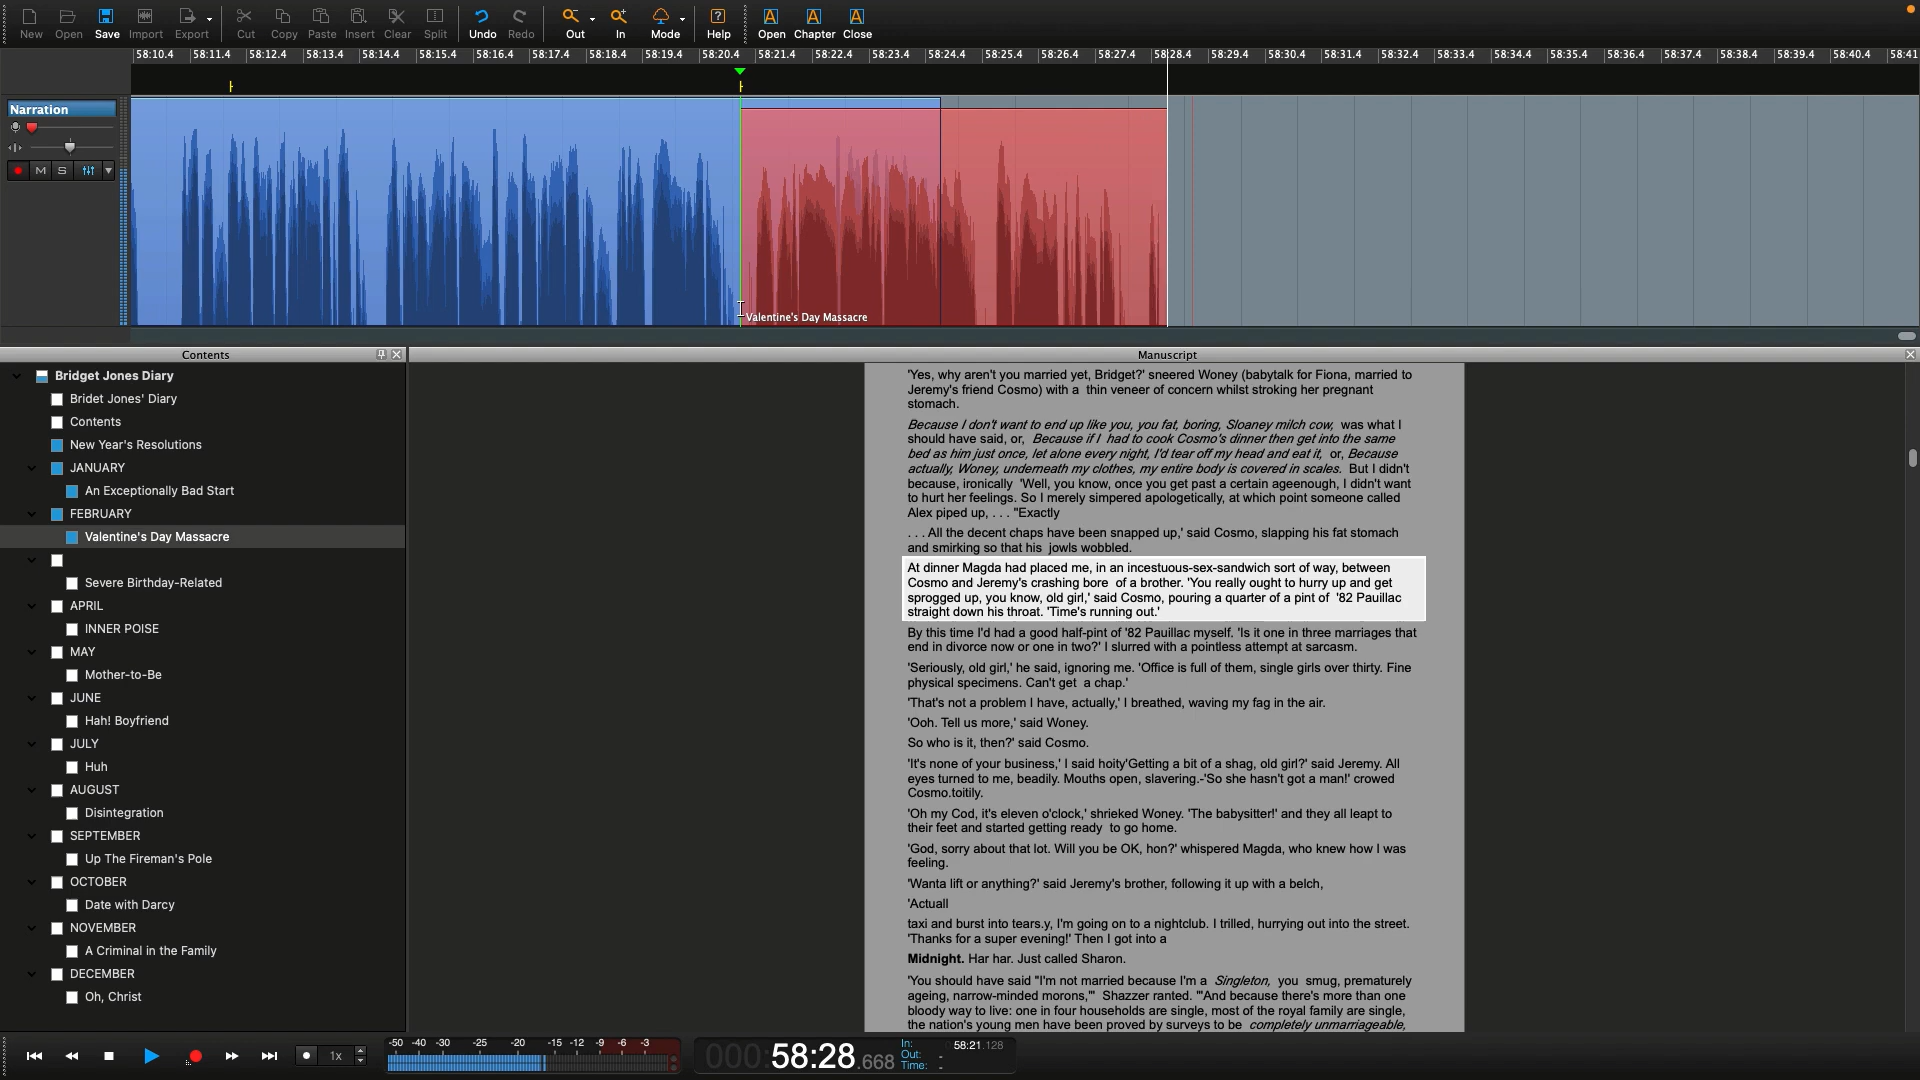 New Open Save Import Export Cut Copy Paste Insert Clear Split Undo Redo Out In Mode Help Open Chapter Close
58:10.4 58:11.4 58:12.4 58:13.4 58:14.4 58:15.4 58:16.4 58:17.4 58:18.4 58:19.4 58:20.4 58:21.4 58:22.4 58:23.4 58:24.4 58:25.4 58:26.4 58:27.4 58:28.4 58:29.4 58:30.4 58:31.4 58:32.4 58:33.4 58:34.4 58:35.4 58:36.4 58:37.4 58:38.4 58:39.4 58:40.4 58:41
Narration
M S
Valentine's Day Massacre
Contents
Bridget Jones Diary
Bridet Jones' Diary
Contents
New Year's Resolutions
JANUARY
An Exceptionally Bad Start
FEBRUARY
Valentine's Day Massacre
Severe Birthday-Related
APRIL
INNER POISE
MAY
Mother-to-Be
JUNE
Hah! Boyfriend
JULY
Huh
AUGUST
Disintegration
SEPTEMBER
Up The Fireman's Pole
OCTOBER
Date with Darcy
NOVEMBER
A Criminal in the Family
DECEMBER
Oh, Christ
Manuscript
'Yes, why aren't you married yet, Bridget?' sneered Woney (babytalk for Fiona, married to
Jeremy's friend Cosmo) with a thin veneer of concern whilst stroking her pregnant
stomach.
Because I don't want to end up like you, you fat, boring, Sloaney milch cow, was what I
should have said, or, Because if I had to cook Cosmo's dinner then get into the same
bed as him just once, let alone every night, I'd tear off my head and eat it, or, Because
actually, Woney, underneath my clothes, my entire body is covered in scales. But I didn't
because, ironically 'Well, you know, once you get past a certain ageenough, I didn't want
to hurt her feelings. So I merely simpered apologetically, at which point someone called
Alex piped up, . . . "Exactly
. . . All the decent chaps have been snapped up,' said Cosmo, slapping his fat stomach
and smirking so that his jowls wobbled.
At dinner Magda had placed me, in an incestuous-sex-sandwich sort of way, between
Cosmo and Jeremy's crashing bore of a brother. 'You really ought to hurry up and get
sprogged up, you know, old girl,' said Cosmo, pouring a quarter of a pint of '82 Pauillac
straight down his throat. 'Time's running out.'
By this time I'd had a good half-pint of '82 Pauillac myself. 'Is it one in three marriages that
end in divorce now or one in two?' I slurred with a pointless attempt at sarcasm.
'Seriously, old girl,' he said, ignoring me. 'Office is full of them, single girls over thirty. Fine
physical specimens. Can't get a chap.'
'That's not a problem I have, actually,' I breathed, waving my fag in the air.
'Ooh. Tell us more,' said Woney.
So who is it, then?' said Cosmo.
'It's none of your business,' I said hoity'Getting a bit of a shag, old girl?' said Jeremy. All
eyes turned to me, beadily. Mouths open, slavering.-'So she hasn't got a man!' crowed
Cosmo.toitily.
'Oh my Cod, it's eleven o'clock,' shrieked Woney. 'The babysitter!' and they all leapt to
their feet and started getting ready to go home.
'God, sorry about that lot. Will you be OK, hon?' whispered Magda, who knew how I was
feeling.
'Wanta lift or anything?' said Jeremy's brother, following it up with a belch,
'Actuall
taxi and burst into tears.y, I'm going on to a nightclub. I trilled, hurrying out into the street.
'Thanks for a super evening!' Then I got into a
Midnight. Har har. Just called Sharon.
'You should have said "I'm not married because I'm a Singleton, you smug, prematurely
ageing, narrow-minded morons,"' Shazzer ranted. '"And because there's more than one
bloody way to live: one in four households are single, most of the royal family are single,
the nation's young men have been proved by surveys to be completely unmarriageable,
1x
-50 -40 -30 -25 -20 -15 -12 -9 -6 -3
000:58:28.668
In: 58:21.128
Out: -
Time: -